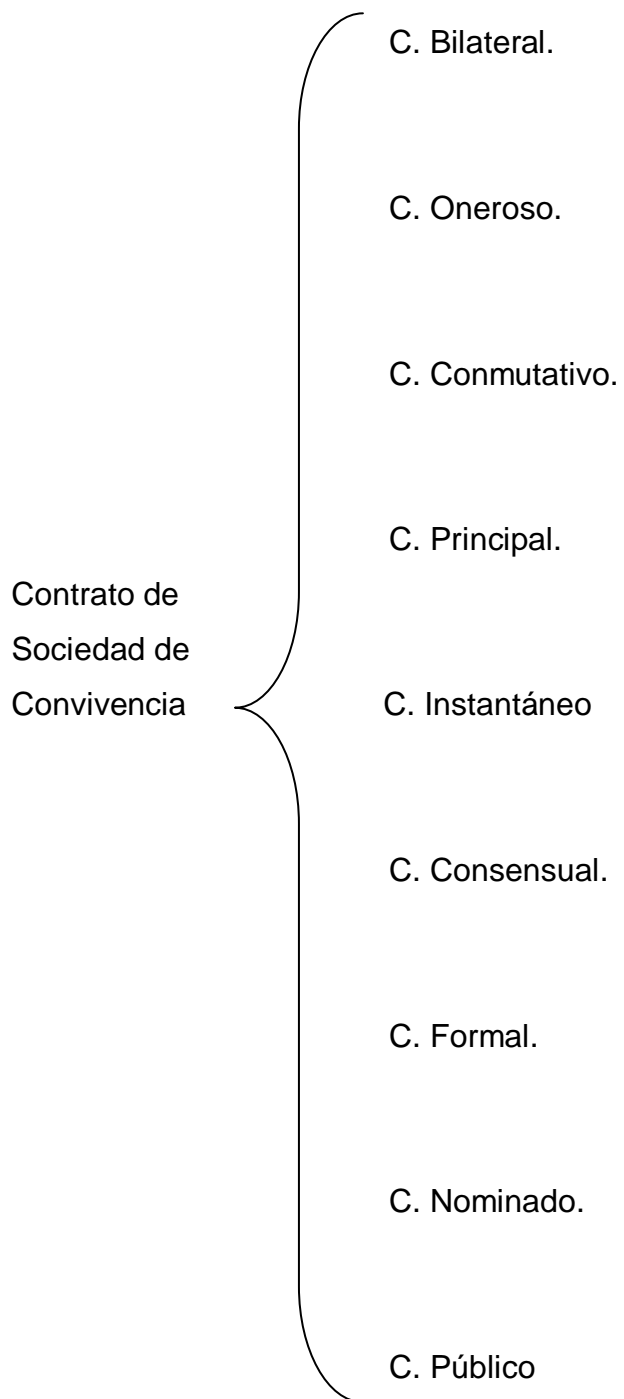 C. Bilateral.
C. Oneroso.
C. Conmutativo.
C. Principal.
Contrato de
Sociedad de
Convivencia
C. Instantáneo
C. Consensual.
C. Formal.
C. Nominado.
C. Público